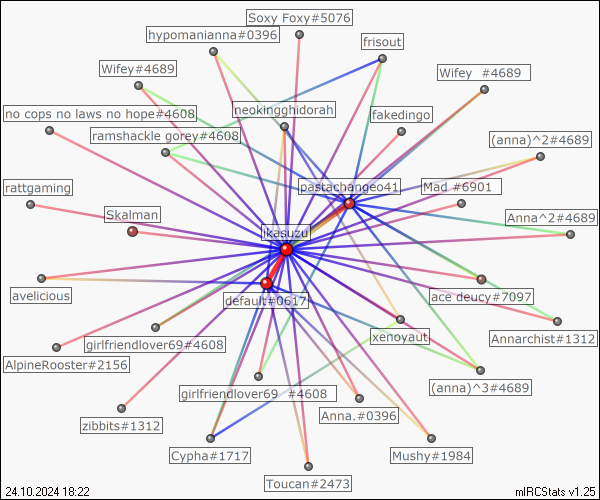 Soxy Foxy#5076
hypomanianna#0396
frisout
Wifey#4689
Wifey  #4689
no cops no laws no hope#4608
neokingghidorah
fakedingo
ramshackle gorey#4608
(anna)^2#4689
rattgaming
pastachangeo41
Mad #6901
Skalman
Anna^2#4689
ikasuzu
avelicious
default#0617
ace deucy#7097
girlfriendlover69#4608
xenoyaut
Annarchist#1312
AlpineRooster#2156
girlfriendlover69  #4608
(anna)^3#4689
zibbits#1312
Anna.#0396
Cypha#1717
Mushy#1984
Toucan#2473
24.10.2024 18:22
mIRCStats v1.25